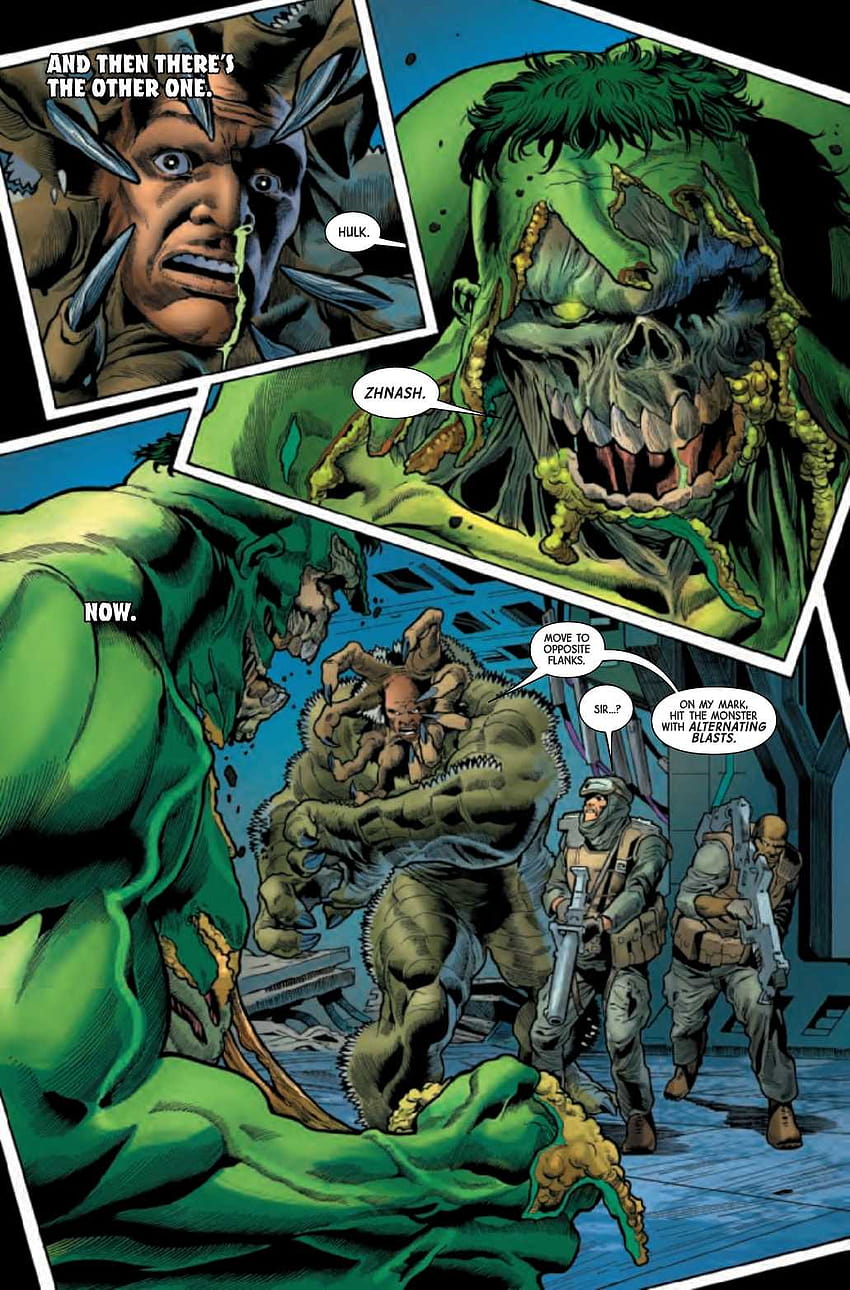 AND THEN THERE'S
THE OTHER ONE.
HULK.
ZHNASH.
NOW.
MOVE TO
OPPOSITE
FLANKS.
SIR...?
ON MY MARK,
HIT THE MONSTER
WITH ALTERNATING
BLASTS.